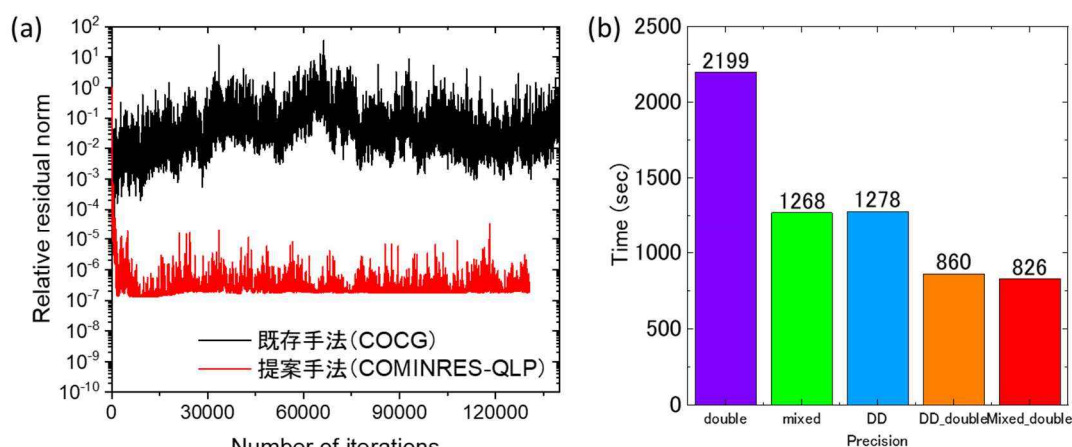 (a)
Relative residual norm
10^2
10^1
10^0
10^-1
10^-2
10^-3
10^-4
10^-5
10^-6
10^-7
10^-8
10^-9
10^-10
既存手法(COCG)
提案手法(COMINRES-QLP)
0 30000 60000 90000 120000
Number of iterations
(b)
Time (sec)
2500
2000
1500
1000
500
0
2199
1268
1278
860
826
double mixed DD DD_double Mixed_double
Precision